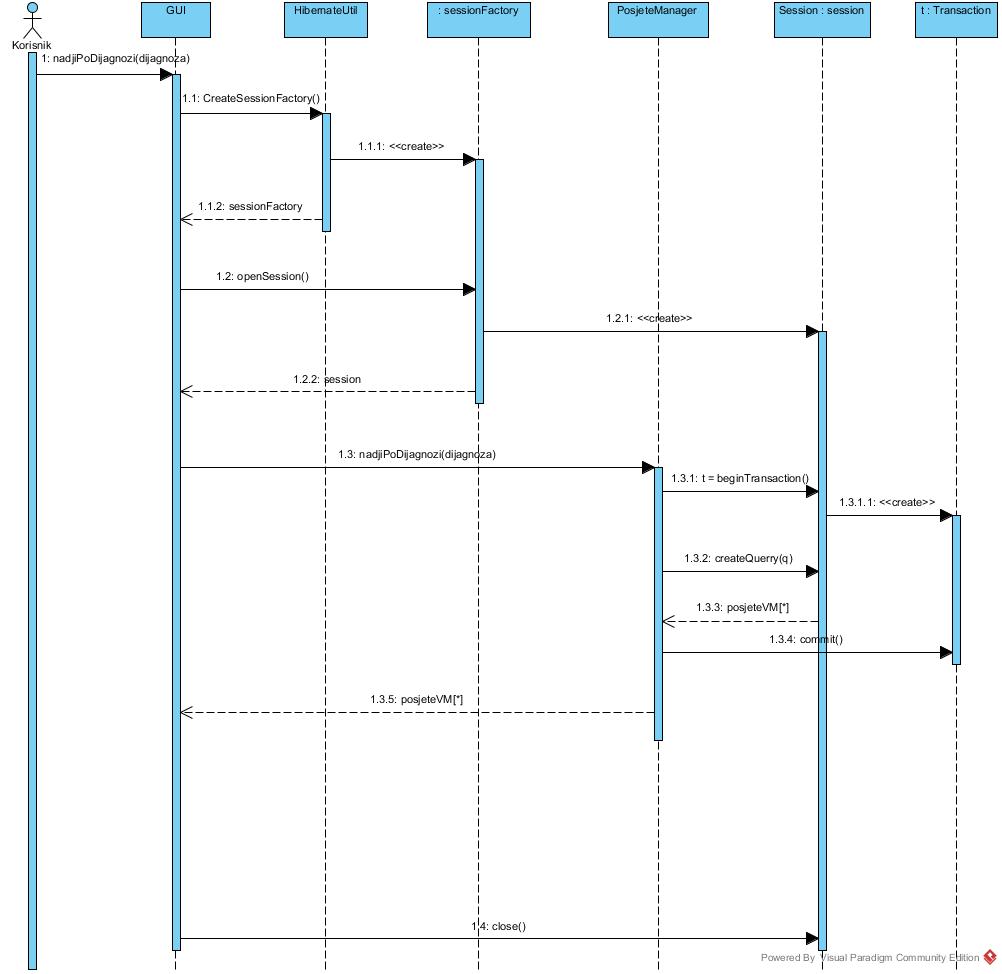 GUI
HibernateUtil
: sessionFactory
PosjeteManager
Session : session
t : Transaction
Korisnik
1: nadjiPoDijagnozi(dijagnoza)
1.1: CreateSessionFactory()
1.1.1: <<create>>
1.1.2: sessionFactory
1.2: openSession()
1.2.1: <<create>>
1.2.2: session
1.3: nadjiPoDijagnozi(dijagnoza)
1.3.1: t = beginTransaction()
1.3.1.1: <<create>>
1.3.2: createQuerry(q)
1.3.3: posjeteVM[*]
1.3.4: commit()
1.3.5: posjeteVM[*]
1.4: close()
Powered By Visual Paradigm Community Edition